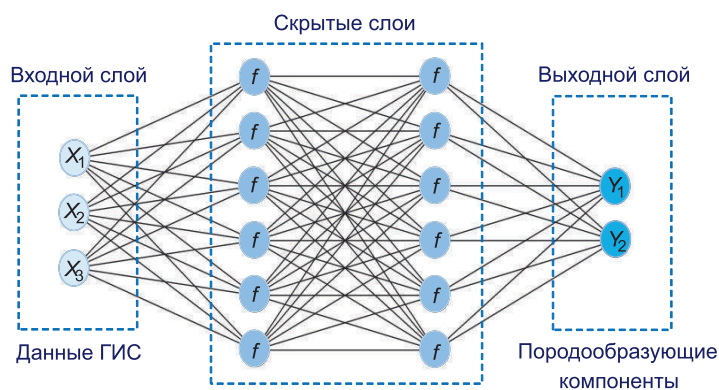 Скрытые слои
Входной слой
Выходной слой
f f
f f
X1
f f
Y1
X2
f f
Y2
X3
f f
f f
Данные ГИС
Породообразующие
компоненты